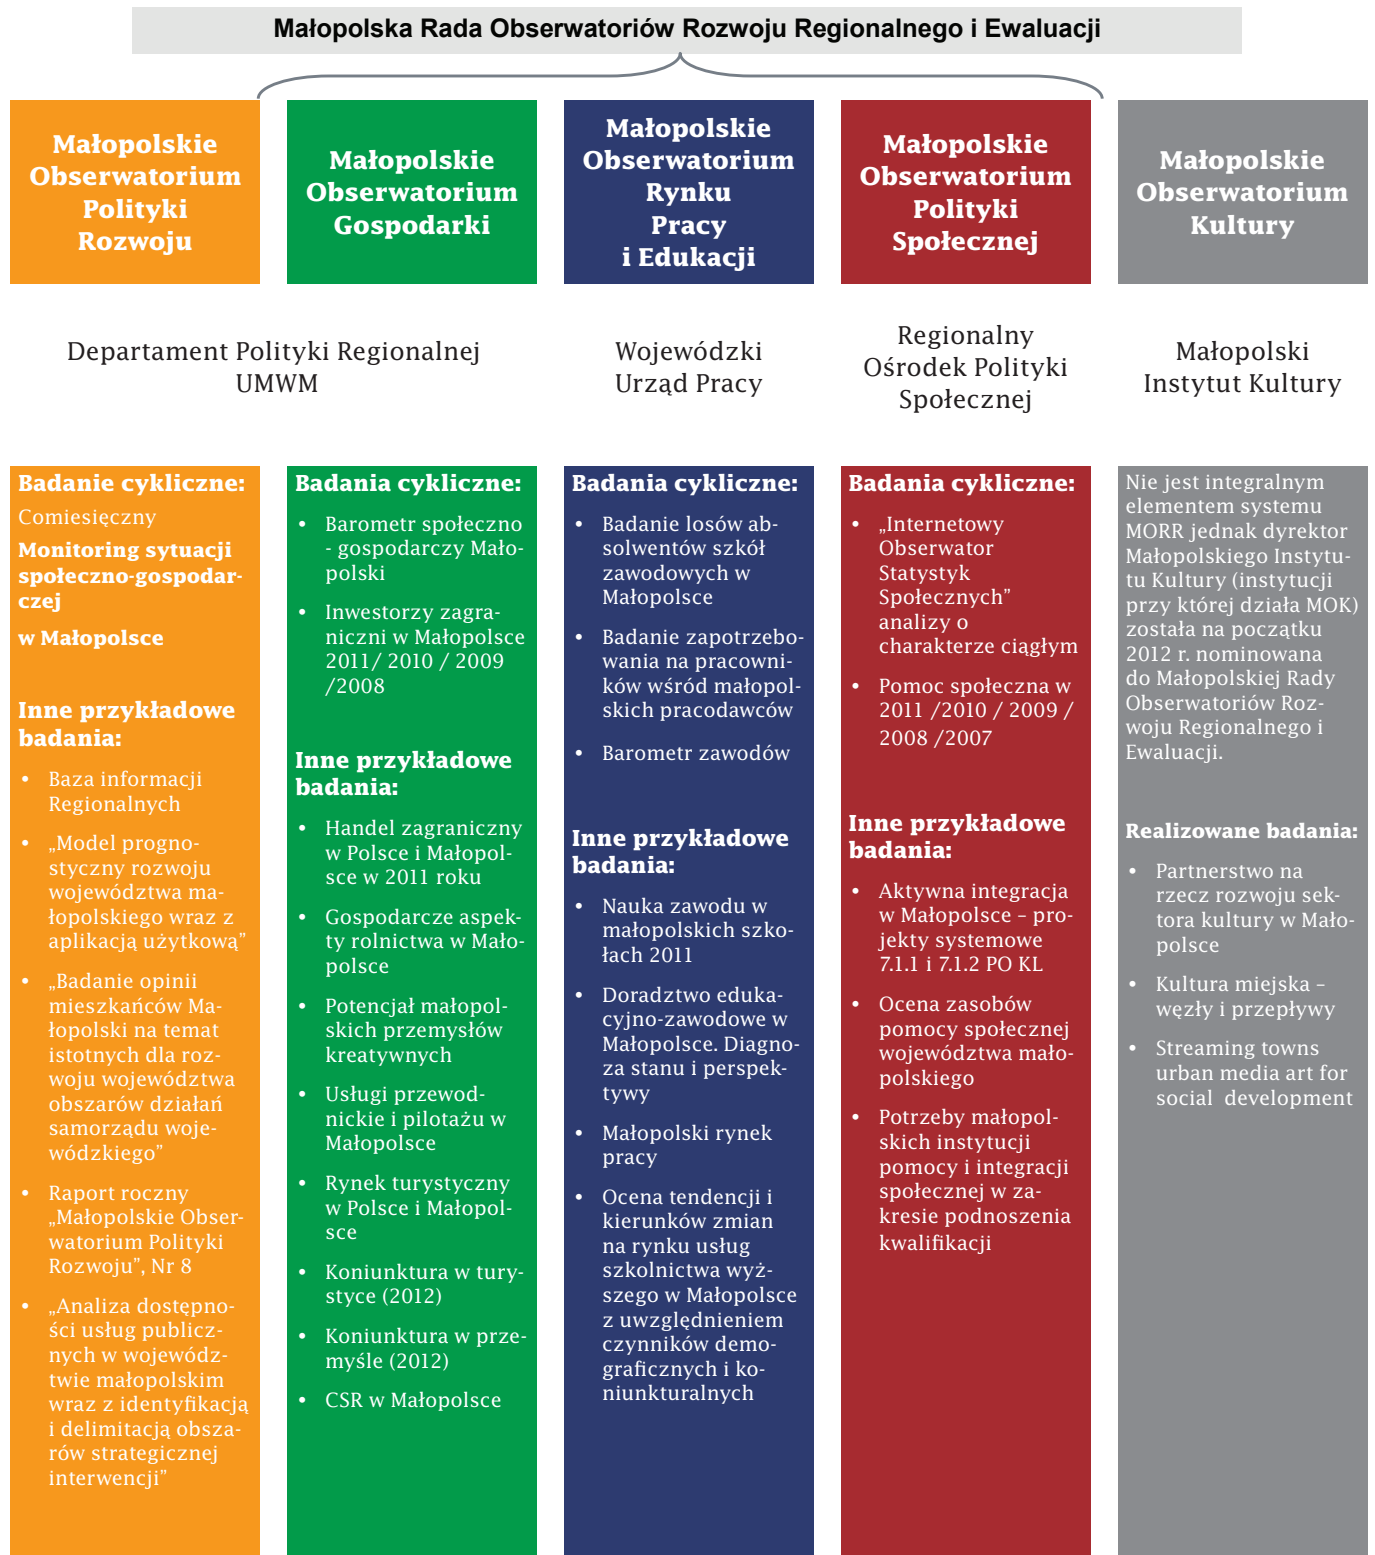 Małopolska Rada Obserwatoriów Rozwoju Regionalnego i Ewaluacji
Małopolskie
Obserwatorium
Polityki
Rozwoju
Małopolskie
Obserwatorium
Gospodarki
Małopolskie
Obserwatorium
Rynku
Pracy
i Edukacji
Małopolskie
Obserwatorium
Polityki
Społecznej
Małopolskie
Obserwatorium
Kultury
Departament Polityki Regionalnej
UMWM
Wojewódzki
Urząd Pracy
Regionalny
Ośrodek Polityki
Społecznej
Małopolski
Instytut Kultury
Badanie cykliczne:
Comiesięczny
Monitoring sytuacji
społeczno-gospodar-
czej
w Małopolsce
Inne przykładowe
badania:
• Baza informacji
Regionalnych
• „Model progno-
styczny rozwoju
województwa ma-
łopolskiego wraz z
aplikacją użytkową”
• „Badanie opinii
mieszkańców Ma-
łopolski na temat
istotnych dla roz-
woju województwa
obszarów działań
samorządu woje-
wódzkiego”
• Raport roczny
„Małopolskie Obser-
watorium Polityki
Rozwoju”, Nr 8
• „Analiza dostępno-
ści usług publicz-
nych w wojewódz-
twie małopolskim
wraz z identyfikacją
i delimitacją obsza-
rów strategicznej
interwencji”
Badania cykliczne:
• Barometr społeczno
- gospodarczy Mało-
polski
• Inwestorzy zagra-
niczni w Małopolsce
2011/ 2010 / 2009
/2008
Inne przykładowe
badania:
• Handel zagraniczny
w Polsce i Małopol-
sce w 2011 roku
• Gospodarcze aspek-
ty rolnictwa w Mało-
polsce
• Potencjał małopol-
skich przemysłów
kreatywnych
• Usługi przewod-
nickie i pilotażu w
Małopolsce
• Rynek turystyczny
w Polsce i Małopol-
sce
• Koniunktura w tury-
styce (2012)
• Koniunktura w prze-
myśle (2012)
• CSR w Małopolsce
Badania cykliczne:
• Badanie losów ab-
solwentów szkół
zawodowych w
Małopolsce
• Badanie zapotrzebo-
wania na pracowni-
ków wśród małopol-
skich pracodawców
• Barometr zawodów
Inne przykładowe
badania:
• Nauka zawodu w
małopolskich szko-
łach 2011
• Doradztwo eduka-
cyjno-zawodowe w
Małopolsce. Diagno-
za stanu i perspek-
tywy
• Małopolski rynek
pracy
• Ocena tendencji i
kierunków zmian
na rynku usług
szkolnictwa wyż-
szego w Małopolsce
z uwzględnieniem
czynników demo-
graficznych i ko-
niunkturalnych
Badania cykliczne:
• „Internetowy
Obserwator
Statystyk
Społecznych”
analizy o
charakterze ciągłym
• Pomoc społeczna w
2011 /2010 / 2009 /
2008 /2007
Inne przykładowe
badania:
• Aktywna integracja
w Małopolsce – pro-
jekty systemowe
7.1.1 i 7.1.2 PO KL
• Ocena zasobów
pomocy społecznej
województwa mało-
polskiego
• Potrzeby małopol-
skich instytucji
pomocy i integracji
społecznej w za-
kresie podnoszenia
kwalifikacji
Nie jest integralnym
elementem systemu
MORR jednak dyrektor
Małopolskiego Instytu-
tu Kultury (instytucji
przy której działa MOK)
została na początku
2012 r. nominowana
do Małopolskiej Rady
Obserwatoriów Roz-
woju Regionalnego i
Ewaluacji.
Realizowane badania:
• Partnerstwo na
rzecz rozwoju sek-
tora kultury w Mało-
polsce
• Kultura miejska –
węzły i przepływy
• Streaming towns
urban media art for
social development